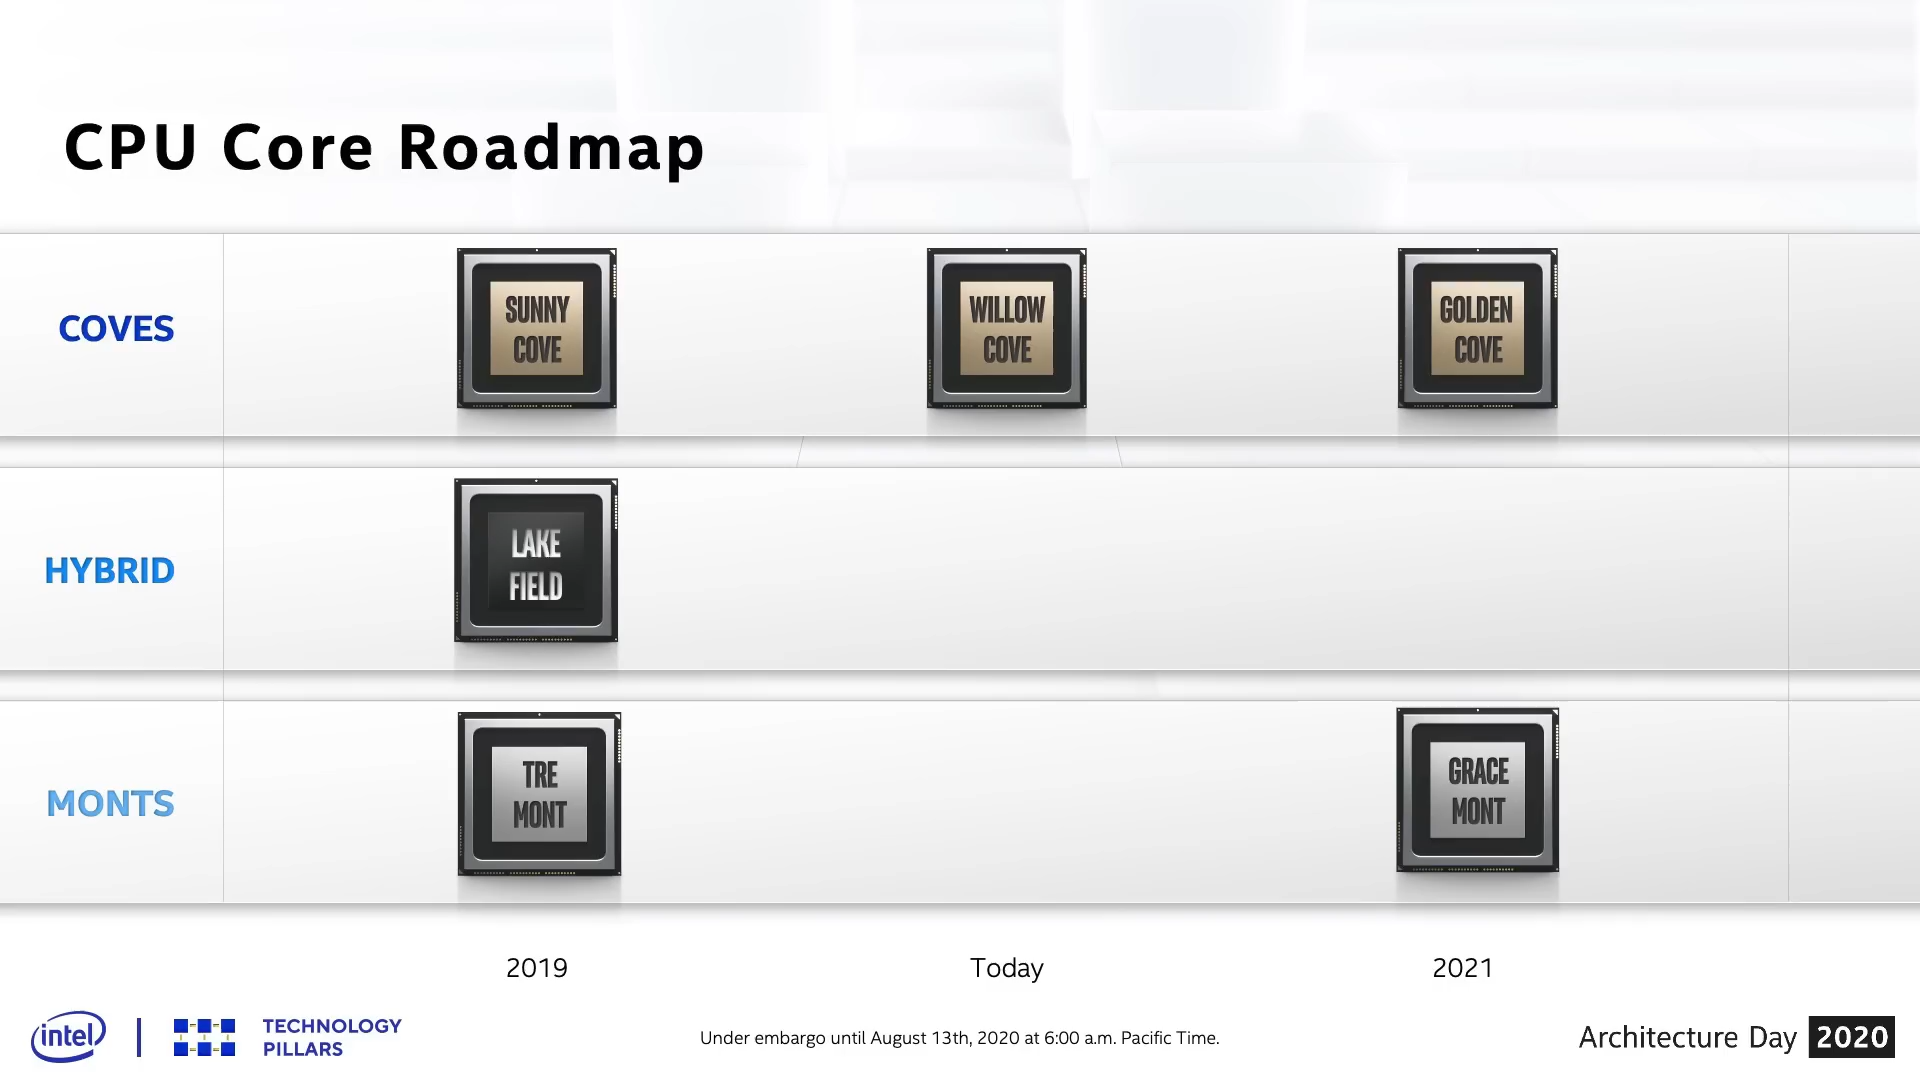 CPU Core Roadmap
COVES
SUNNY
COVE
WILLOW
COVE
GOLDEN
COVE
HYBRID
LAKE
FIELD
MONTS
TRE
MONT
GRACE
MONT
2019
Today
2021
intel
TECHNOLOGY
PILLARS
Under embargo until August 13th, 2020 at 6:00 a.m. Pacific Time.
Architecture Day 2020